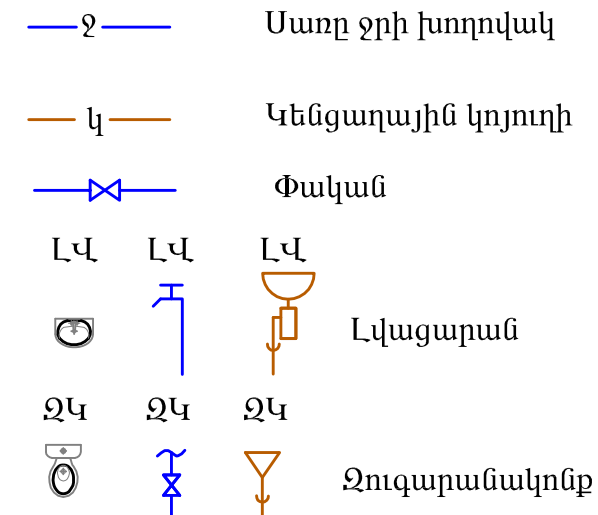 Ջ Սառը ջրի խողովակ
կ Կենցաղային կոյուղի
Փական
ԼՎ ԼՎ ԼՎ
Լվացարան
ԶԿ ԶԿ ԶԿ
Զուգարանակոնք